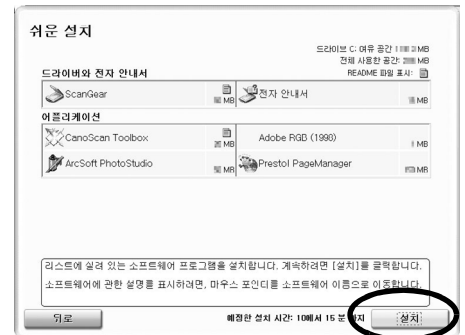 쉬운 설치
드라이브 C: 여유 공간 MB
전체 사용한 공간: MB
드라이버와 전자 안내서
README 파일 표시:
ScanGear MB
전자 안내서 MB
어플리케이션
CanoScan Toolbox MB
Adobe RGB (1990) MB
ArcSoft PhotoStudio MB
Presto! PageManager MB
리스트에 실려 있는 소프트웨어 프로그램을 설치합니다. 계속하려면 [설치]를 클릭합니다.
소프트웨어에 관한 설명를 표시하려면, 마우스 포인터를 소프트웨어 이름으로 이동합니다.
뒤로
예정한 설치 시간: 10에서 15 분 까지
설치